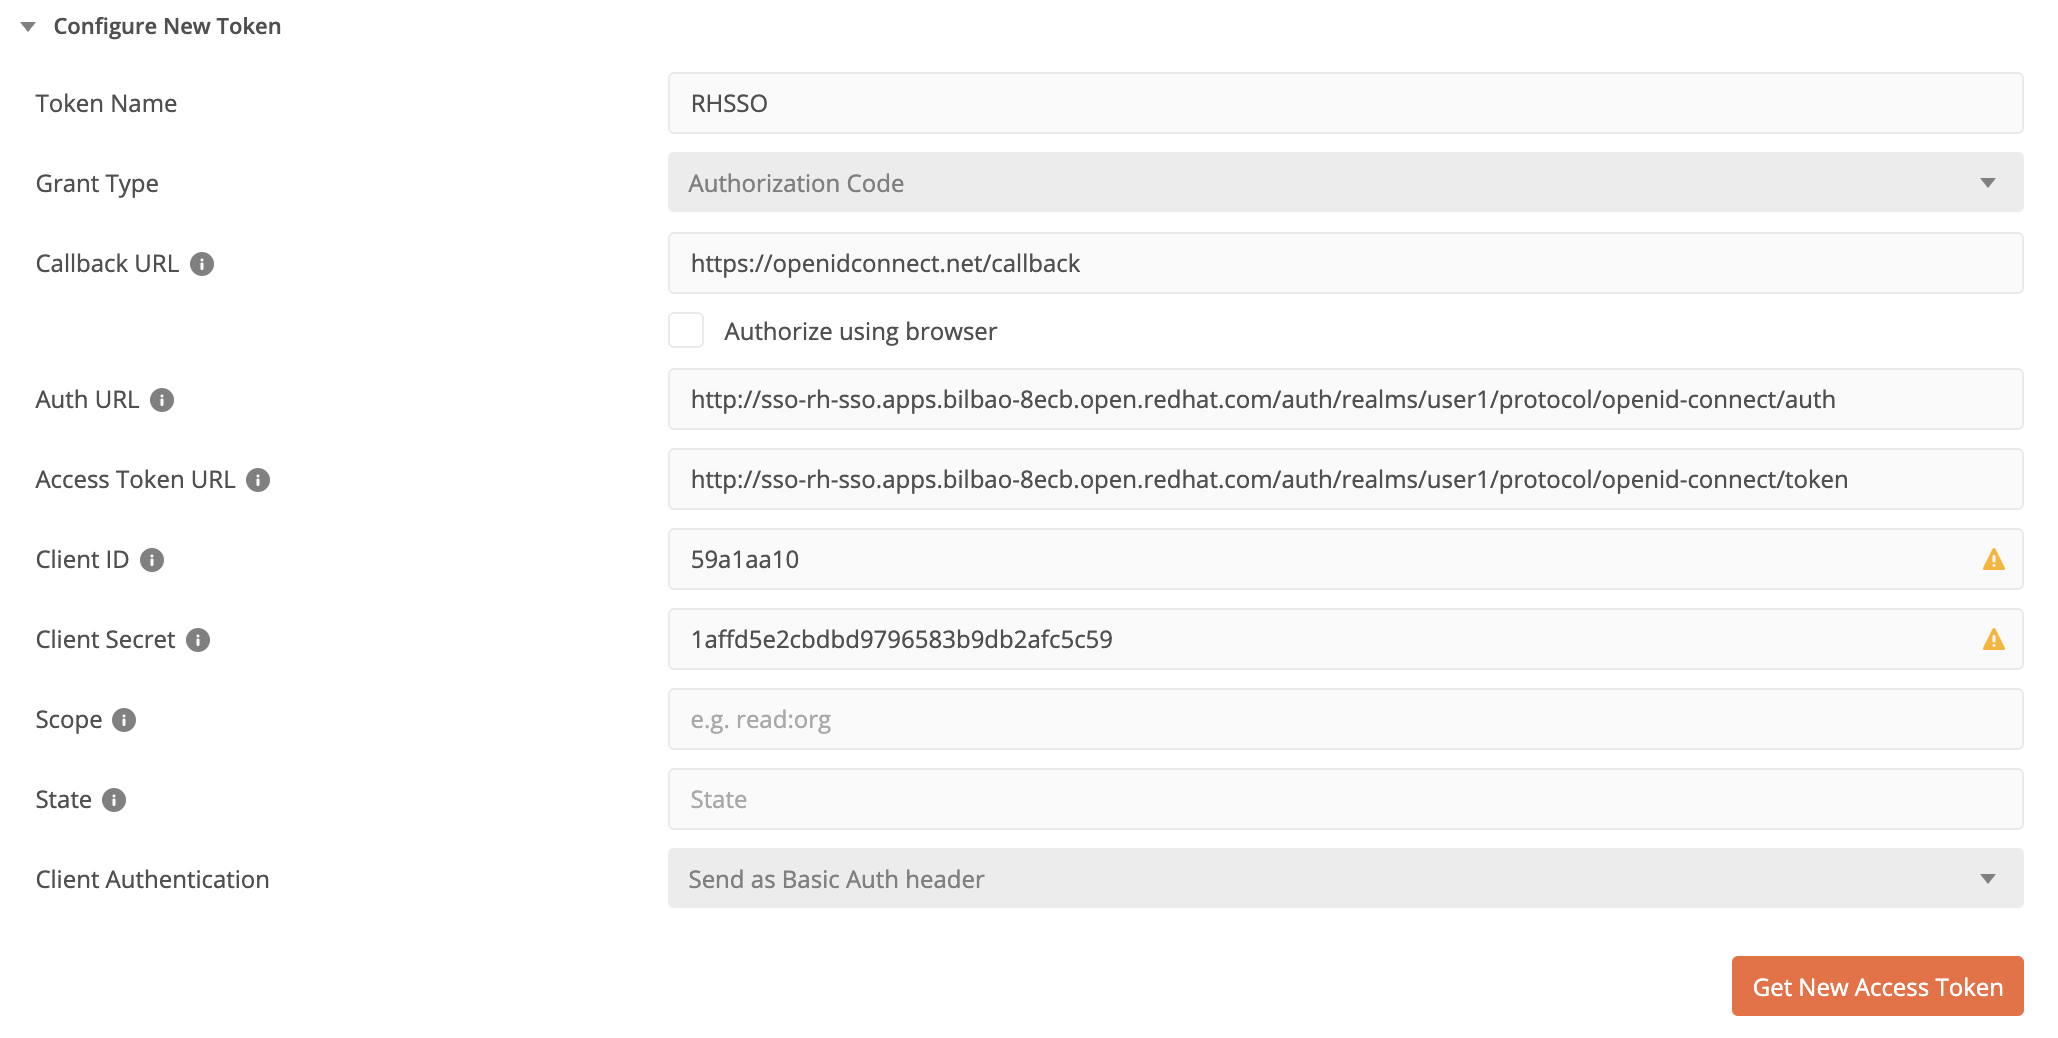 Configure New Token
Token Name
RHSSO
Grant Type
Authorization Code
Callback URL
https://openidconnect.net/callback
Authorize using browser
Auth URL
http://sso-rh-sso.apps.bilbao-8ecb.open.redhat.com/auth/realms/user1/protocol/openid-connect/auth
Access Token URL
http://sso-rh-sso.apps.bilbao-8ecb.open.redhat.com/auth/realms/user1/protocol/openid-connect/token
Client ID
59a1aa10
Client Secret
1affd5e2cbdbd9796583b9db2afc5c59
Scope
e.g. read:org
State
State
Client Authentication
Send as Basic Auth header
Get New Access Token